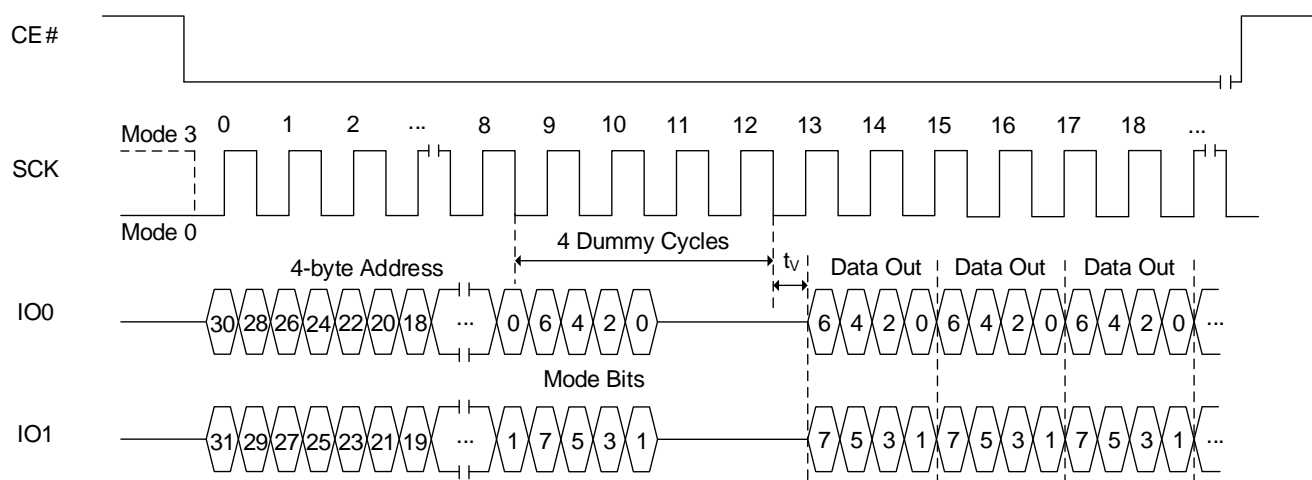 CE#
Mode 3 0 1 2 ... 8 9 10 11 12 13 14 15 16 17 18 ...
SCK
Mode 0
4 Dummy Cycles
4-byte Address tV Data Out Data Out Data Out
IO0 30 28 26 24 22 20 18 ... 0 6 4 2 0 6 4 2 0 6 4 2 0 6 4 2 0 ...
Mode Bits
IO1 31 29 27 25 23 21 19 ... 1 7 5 3 1 7 5 3 1 7 5 3 1 7 5 3 1 ...